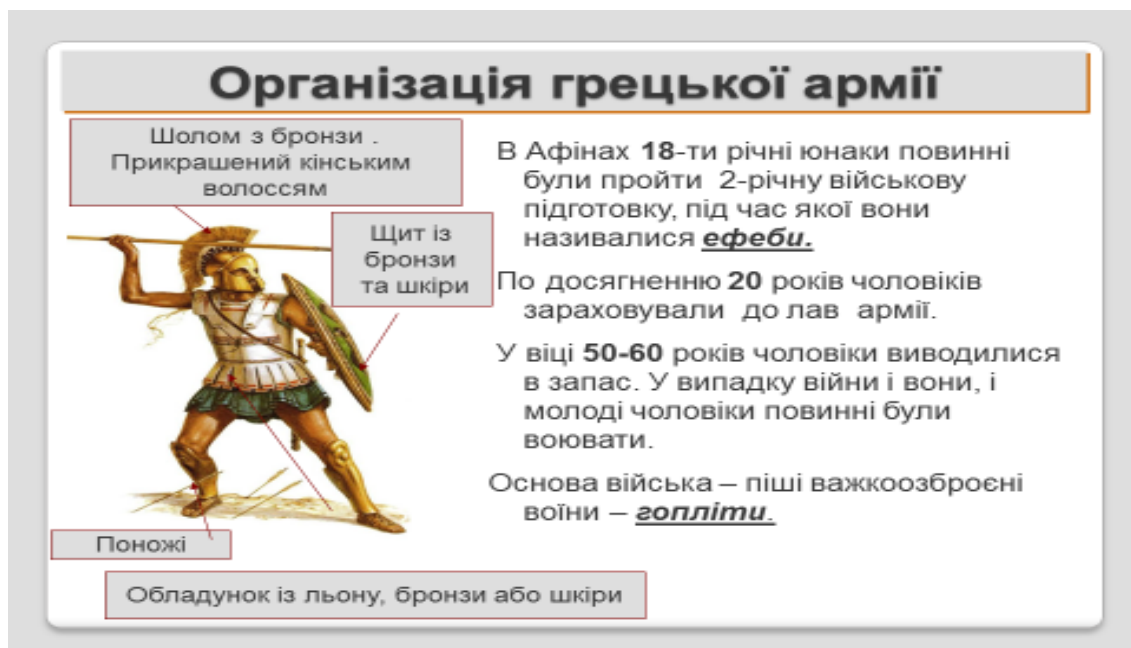 Організація грецької армії
Шолом з бронзи .
Прикрашений кінським
волоссям
Щит із
бронзи
та шкіри
Поножі
Обладунок із льону, бронзи або шкіри
В Афінах 18-ти річні юнаки повинні
були пройти 2-річну військову
підготовку, під час якої вони
називалися ефеби.
По досягненню 20 років чоловіків
зараховували до лав армії.
У віці 50-60 років чоловіки виводилися
в запас. У випадку війни і вони, і
молоді чоловіки повинні були
воювати.
Основа війська – піші важкоозброєні
воїни – гопліти.